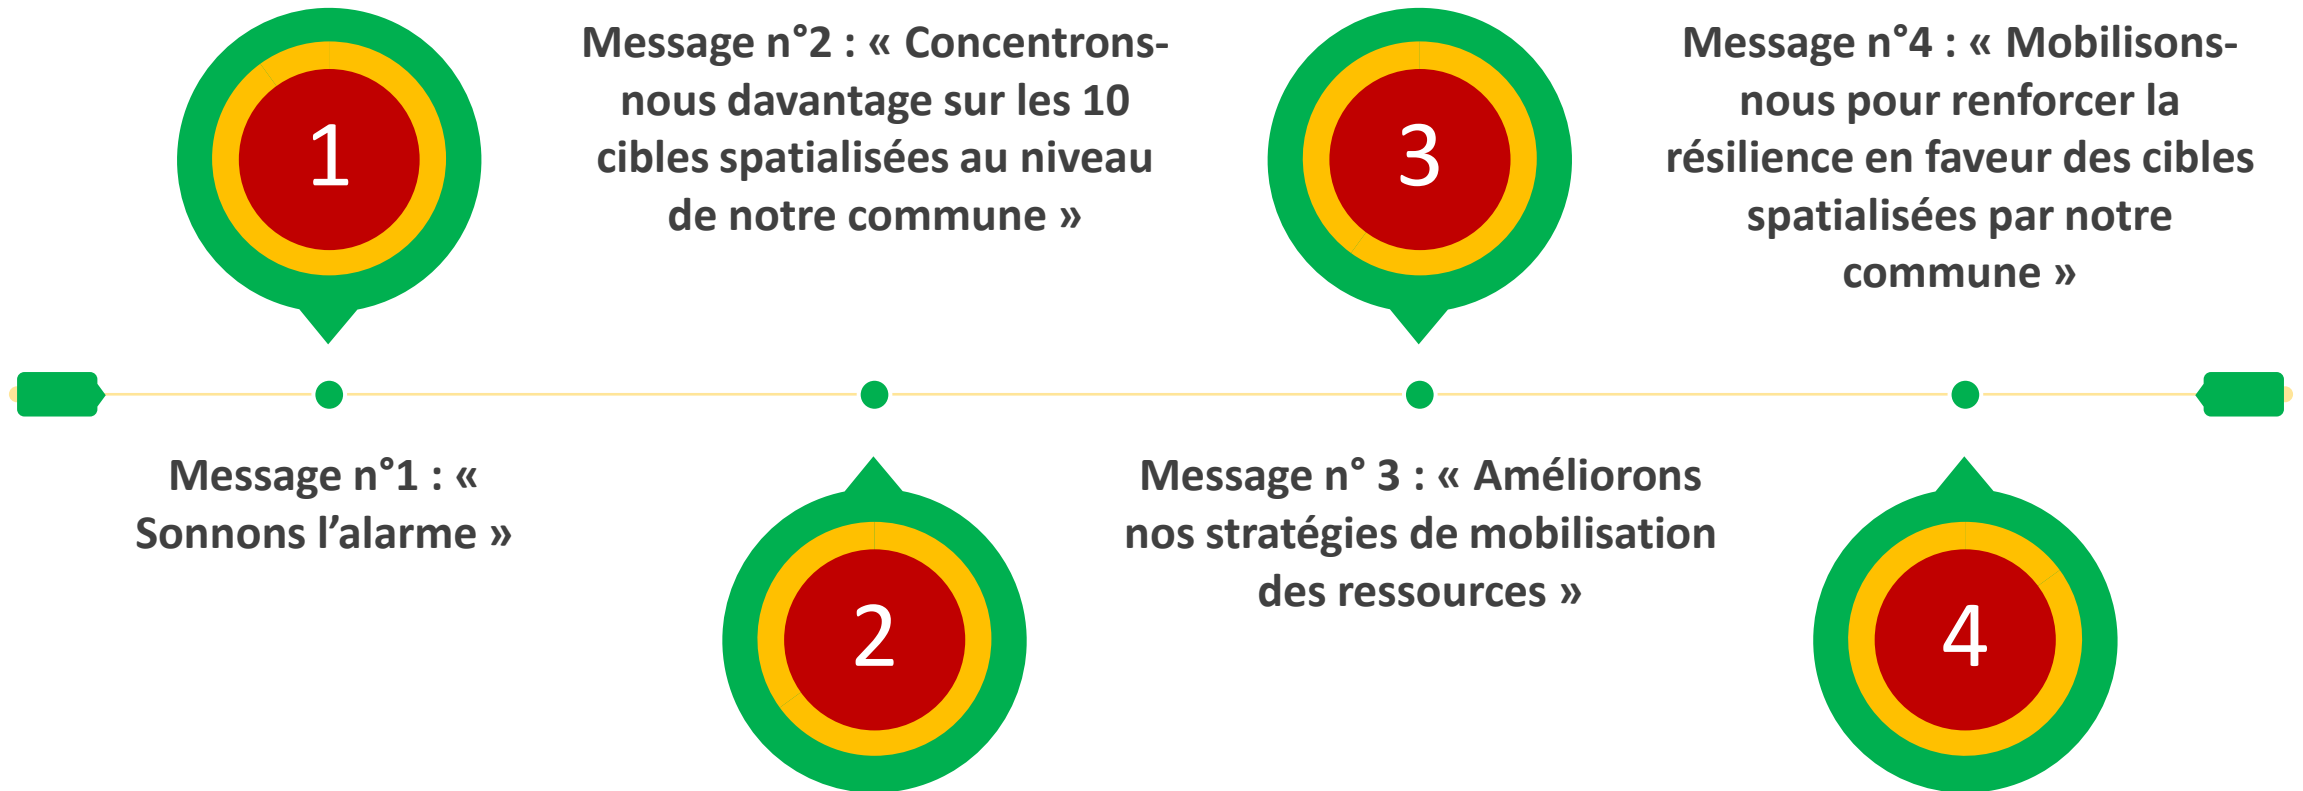 1
Message n°1 : «
Sonnons l’alarme »
Message n°2 : « Concentrons-
nous davantage sur les 10
cibles spatialisées au niveau
de notre commune »
2
3
Message n° 3 : « Améliorons
nos stratégies de mobilisation
des ressources »
Message n°4 : « Mobilisons-
nous pour renforcer la
résilience en faveur des cibles
spatialisées par notre
commune »
4